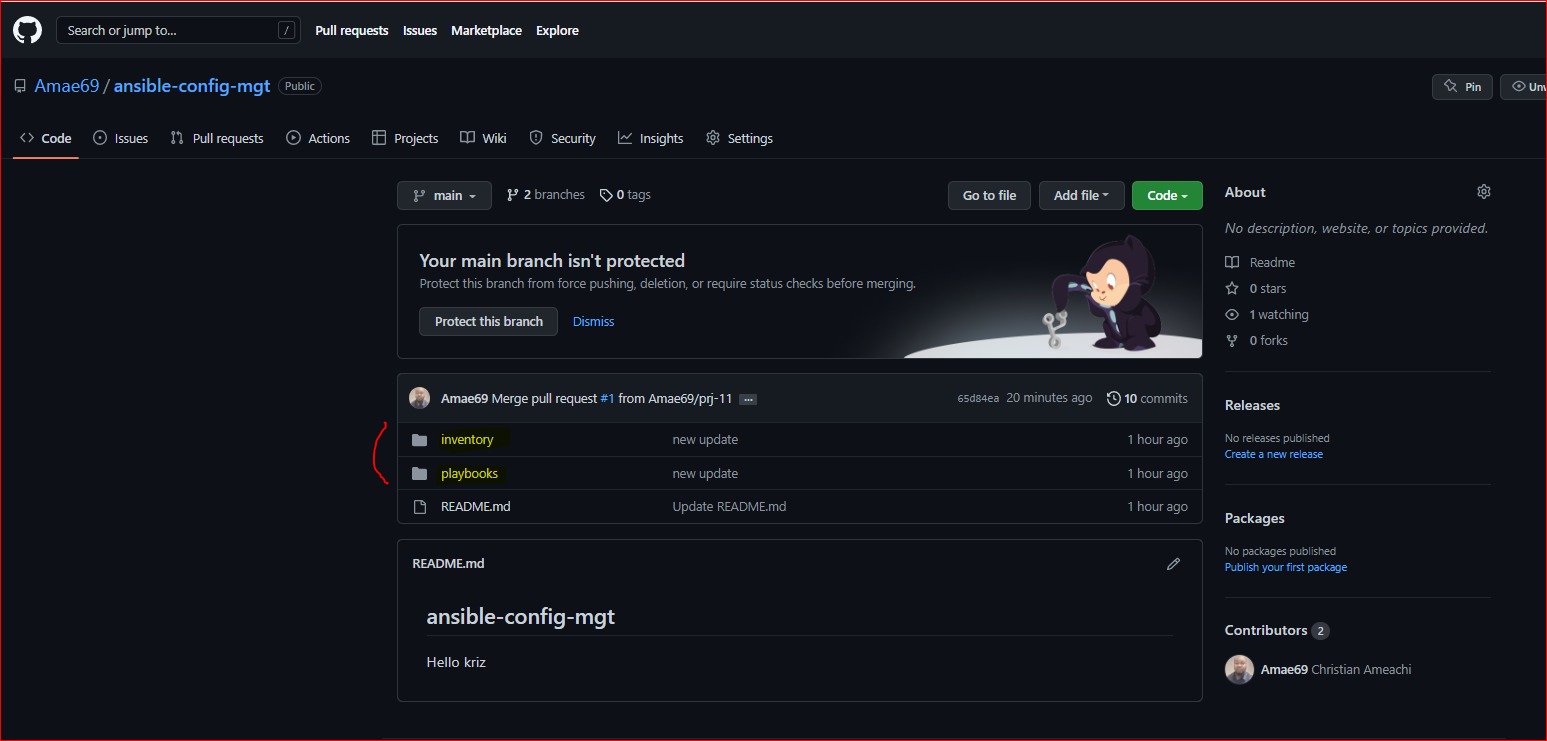 Search or jump to... /
Pull requests Issues Marketplace Explore
Amae69 / ansible-config-mgt Public
Pin
Code Issues Pull requests Actions Projects Wiki Security Insights Settings
main 2 branches 0 tags
Go to file Add file Code
Your main branch isn't protected
Protect this branch from force pushing, deletion, or require status checks before merging.
Protect this branch Dismiss
Amae69 Merge pull request #1 from Amae69/prj-11 ... 65d84ea 20 minutes ago 10 commits
inventory new update 1 hour ago
playbooks new update 1 hour ago
README.md Update README.md 1 hour ago
README.md
ansible-config-mgt
Hello kriz
About
No description, website, or topics provided.
Readme
0 stars
1 watching
0 forks
Releases
No releases published
Create a new release
Packages
No packages published
Publish your first package
Contributors 2
Amae69 Christian Ameachi